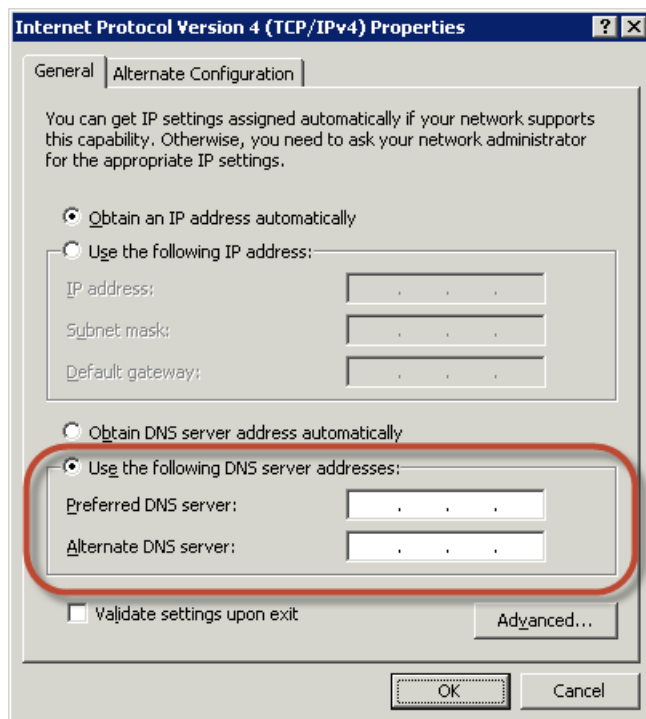 Internet Protocol Version 4 (TCP/IPv4) Properties
General
Alternate Configuration
You can get IP settings assigned automatically if your network supports
this capability. Otherwise, you need to ask your network administrator
for the appropriate IP settings.
Obtain an IP address automatically
Use the following IP address:
IP address:
Subnet mask:
Default gateway:
Obtain DNS server address automatically
Use the following DNS server addresses:
Preferred DNS server:
Alternate DNS server:
Validate settings upon exit
Advanced...
OK
Cancel